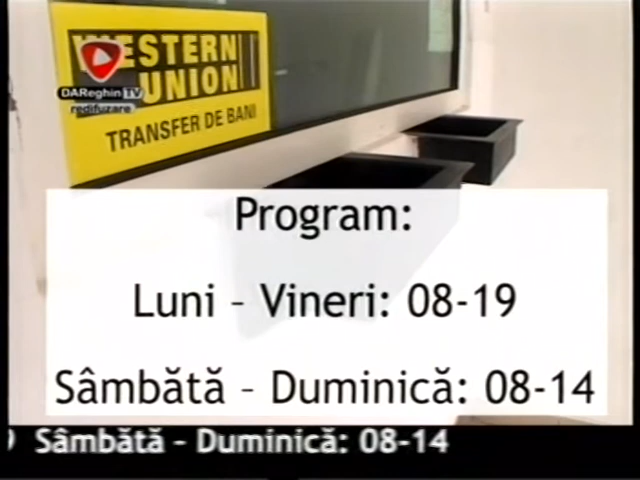 WESTERN
UNION
TRANSFER DE BANI
DAReghin TV
redifuzare
Program:
Luni – Vineri: 08-19
Sâmbătă – Duminică: 08-14
Sâmbătă – Duminică: 08-14